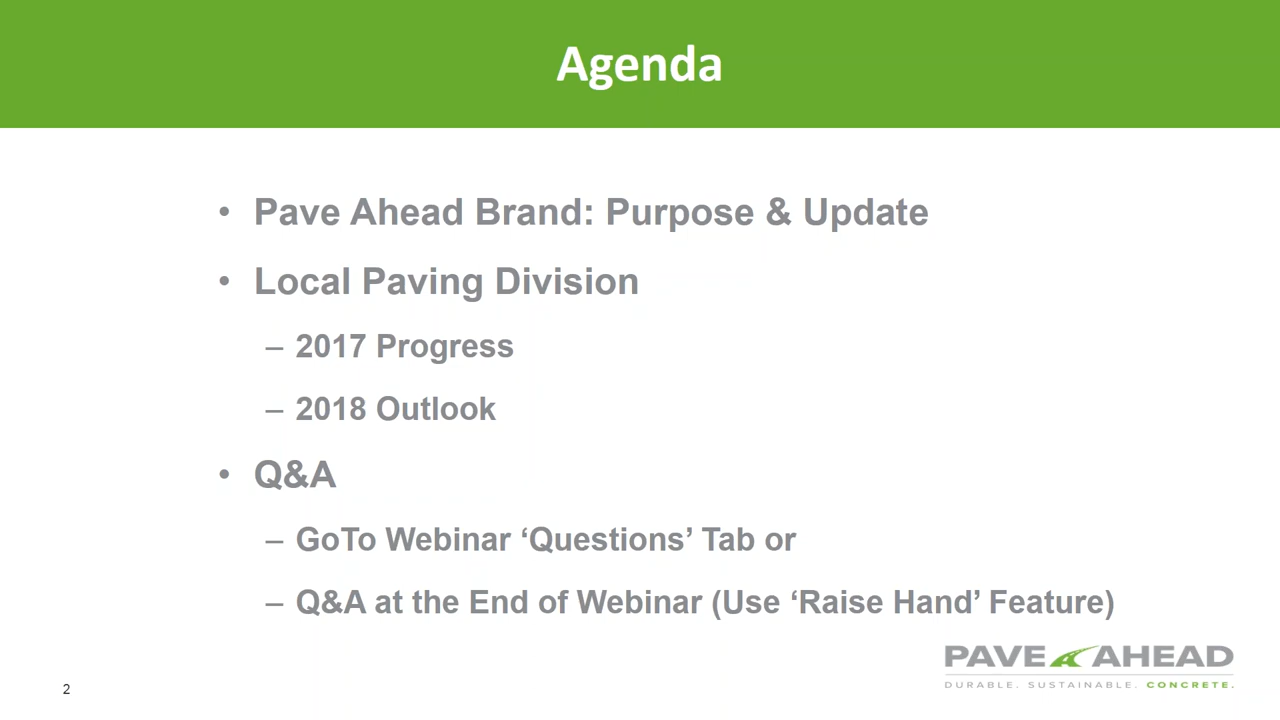 Agenda
• Pave Ahead Brand: Purpose & Update
• Local Paving Division
– 2017 Progress
– 2018 Outlook
• Q&A
– GoTo Webinar ‘Questions’ Tab or
– Q&A at the End of Webinar (Use ‘Raise Hand’ Feature)
PAVE AHEAD
DURABLE. SUSTAINABLE. CONCRETE.
2